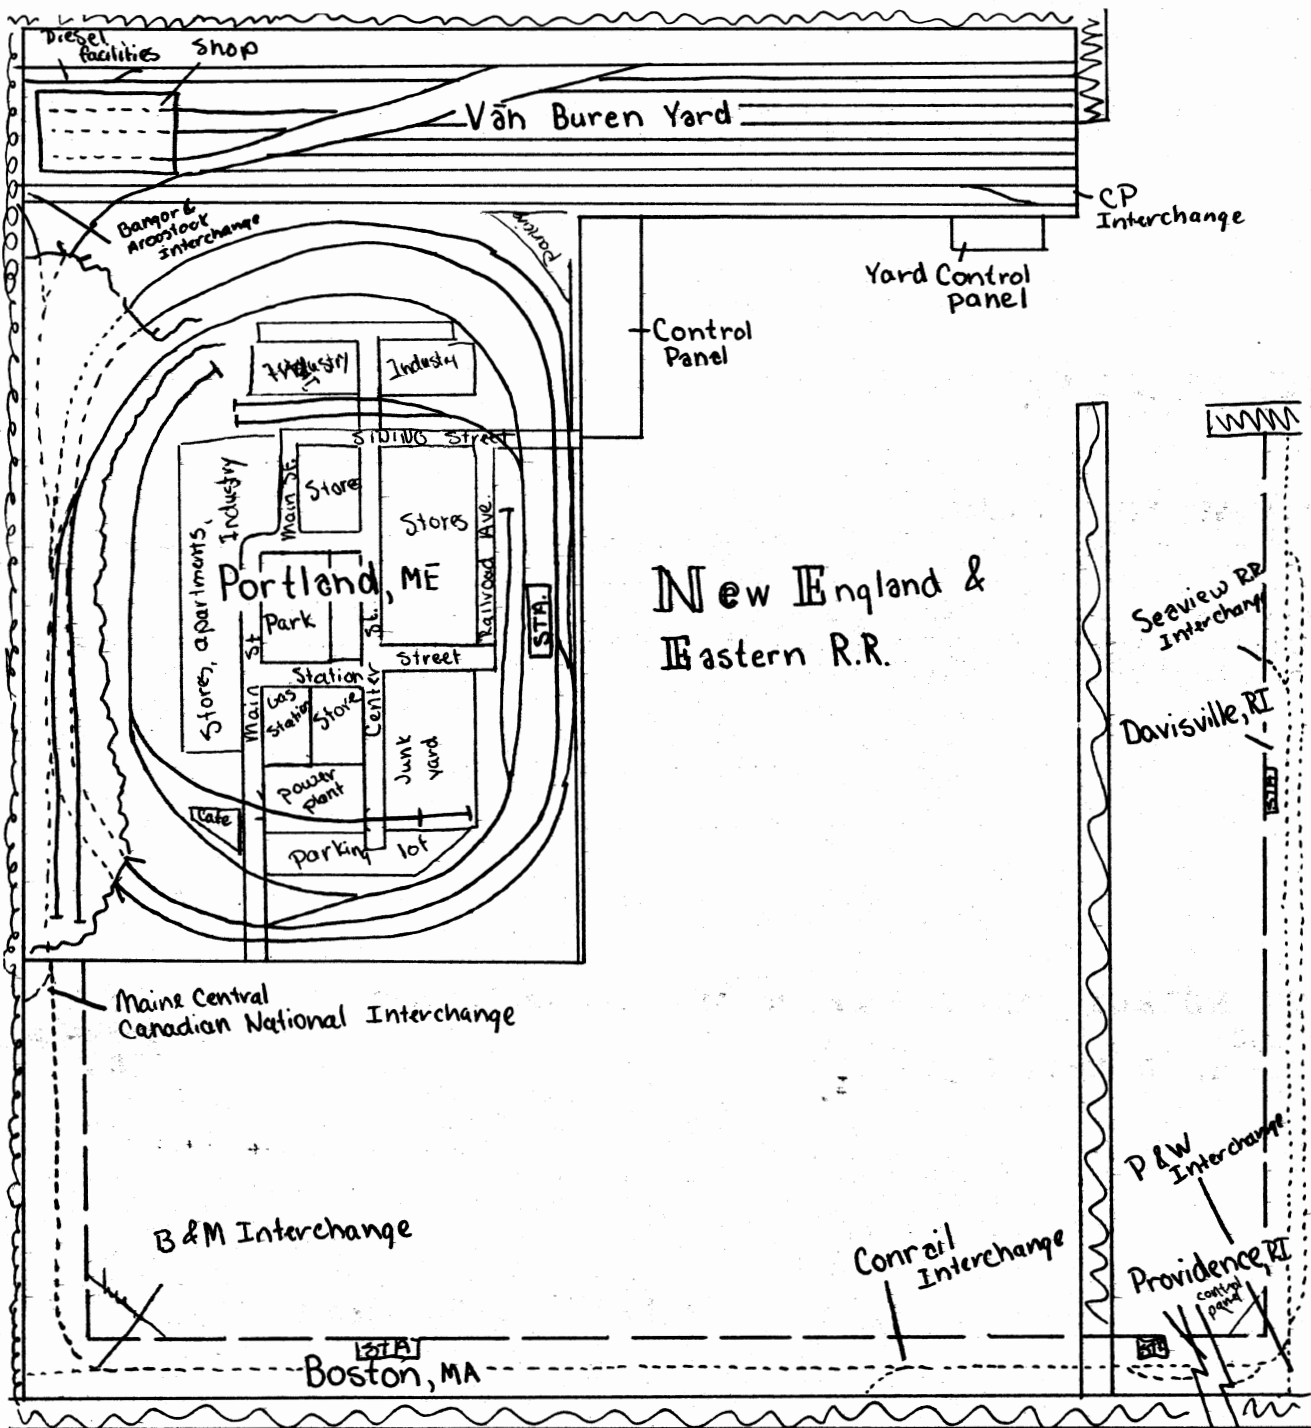 Diesel
facilities
Shop
Van Buren Yard
CP
Interchange
Bangor &
Aroostook
Interchange
Parking
Yard Control
panel
Control
Panel
Industry
Industry
SIDING Street
Main St.
Stores
Stores
Railroad Ave.
Stores, apartments,
Industry
Portland, ME
Park
STA.
New England &
Eastern R.R.
Seaview RR
Interchange
Davisville, RI
STA
Main St
Center St.
Station Street
Gas
Station
Store
Junk
yard
power
plant
Cafe
Parking lot
Maine Central
Canadian National Interchange
B&M Interchange
Conrail
Interchange
P&W
Interchange
Providence, RI
control
panel
STA
STA
Boston, MA